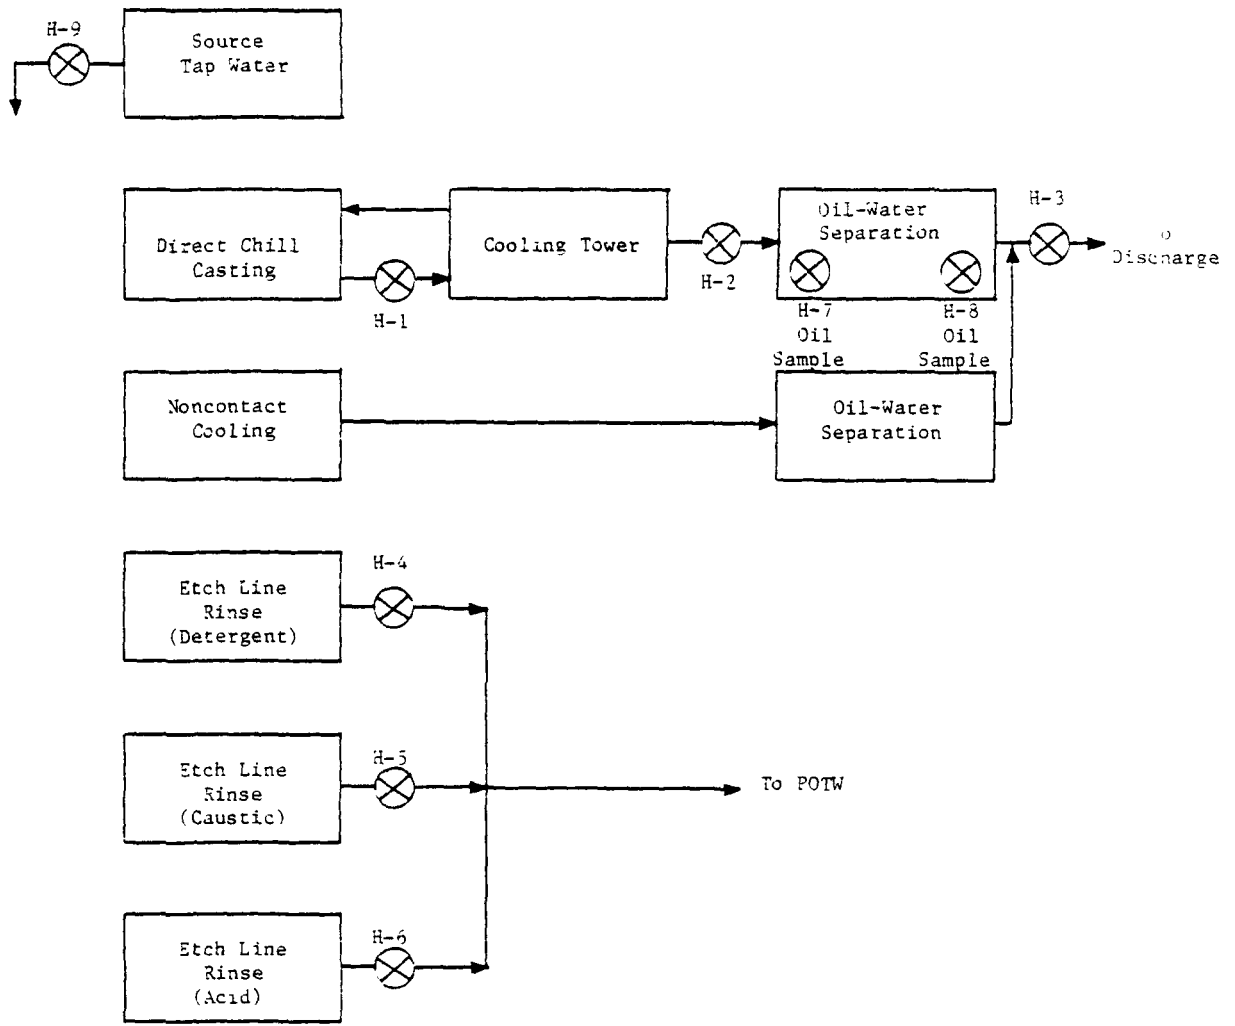 H-9
Source
Tap Water
Direct Chill
Casting
H-1
Cooling Tower
H-2
Oil-Water
Separation
H-7
Oil
Sample
H-8
Oil
Sample
H-3
Discharge
Noncontact
Cooling
Oil-Water
Separation
H-4
Etch Line
Rinse
(Detergent)
H-5
Etch Line
Rinse
(Caustic)
To POTW
H-6
Etch Line
Rinse
(Acid)